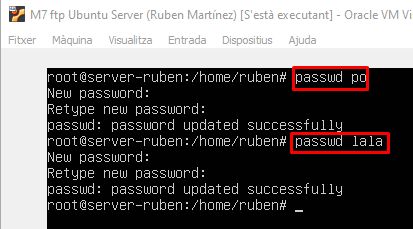 M7 ftp Ubuntu Server (Ruben Martínez) [S'està executant] - Oracle VM Vi
Fitxer Màquina Visualitza Entrada Dispositius Ajuda
root@server-ruben:/home/ruben# passwd po
New password:
Retype new password:
passwd: password updated successfully
root@server-ruben:/home/ruben# passwd lala
New password:
Retype new password:
passwd: password updated successfully
root@server-ruben:/home/ruben# _